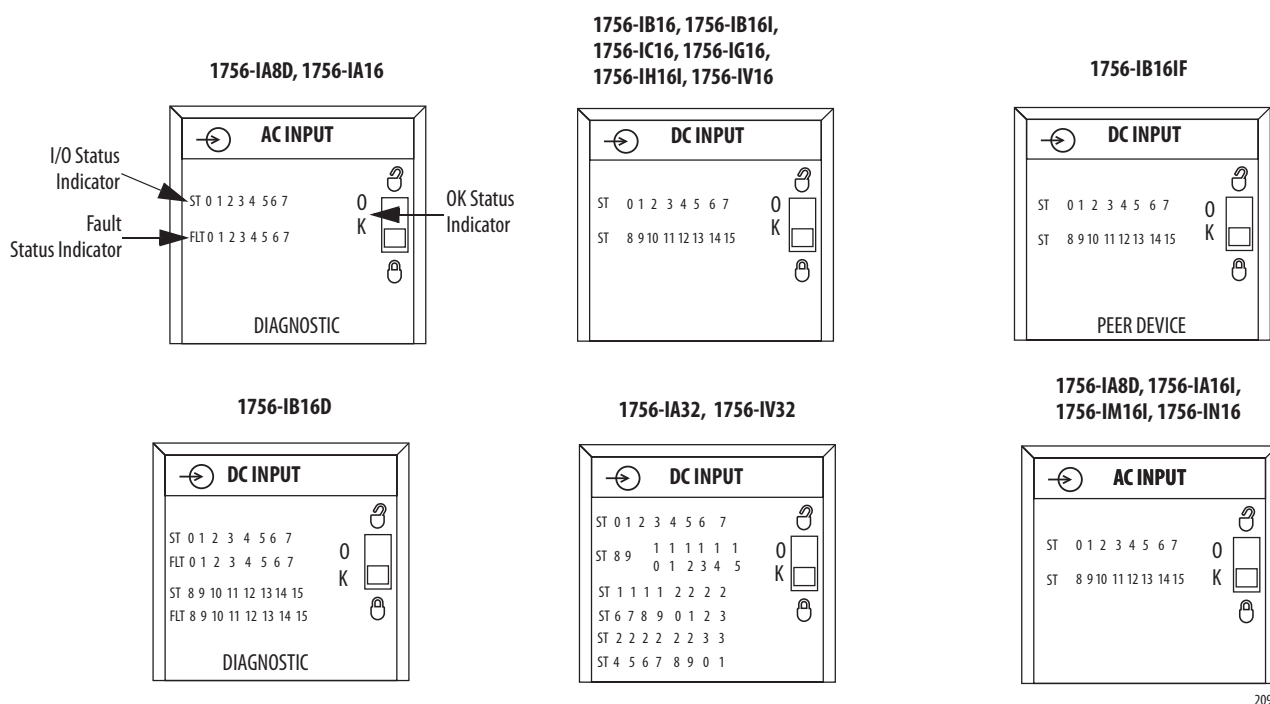 1756-IA8D, 1756-IA16
AC INPUT
I/O Status
Indicator
Fault
Status Indicator
ST 0 1 2 3 4 5 6 7
FLT 0 1 2 3 4 5 6 7
O
K
OK Status
Indicator
DIAGNOSTIC
1756-IB16, 1756-IB16I,
1756-IC16, 1756-IG16,
1756-IH16I, 1756-IV16
DC INPUT
ST 0 1 2 3 4 5 6 7
ST 8 9 10 11 12 13 14 15
O
K
1756-IB16IF
DC INPUT
ST 0 1 2 3 4 5 6 7
ST 8 9 10 11 12 13 14 15
O
K
PEER DEVICE
1756-IB16D
DC INPUT
ST 0 1 2 3 4 5 6 7
FLT 0 1 2 3 4 5 6 7
ST 8 9 10 11 12 13 14 15
FLT 8 9 10 11 12 13 14 15
O
K
DIAGNOSTIC
1756-IA32, 1756-IV32
DC INPUT
ST 0 1 2 3 4 5 6 7
ST 8 9 1 1 1 1 1 1
0 1 2 3 4 5
ST 1 1 1 1 2 2 2 2
ST 6 7 8 9 0 1 2 3
ST 2 2 2 2 2 2 3 3
ST 4 5 6 7 8 9 0 1
O
K
1756-IA8D, 1756-IA16I,
1756-IM16I, 1756-IN16
AC INPUT
ST 0 1 2 3 4 5 6 7
ST 8 9 10 11 12 13 14 15
O
K
209